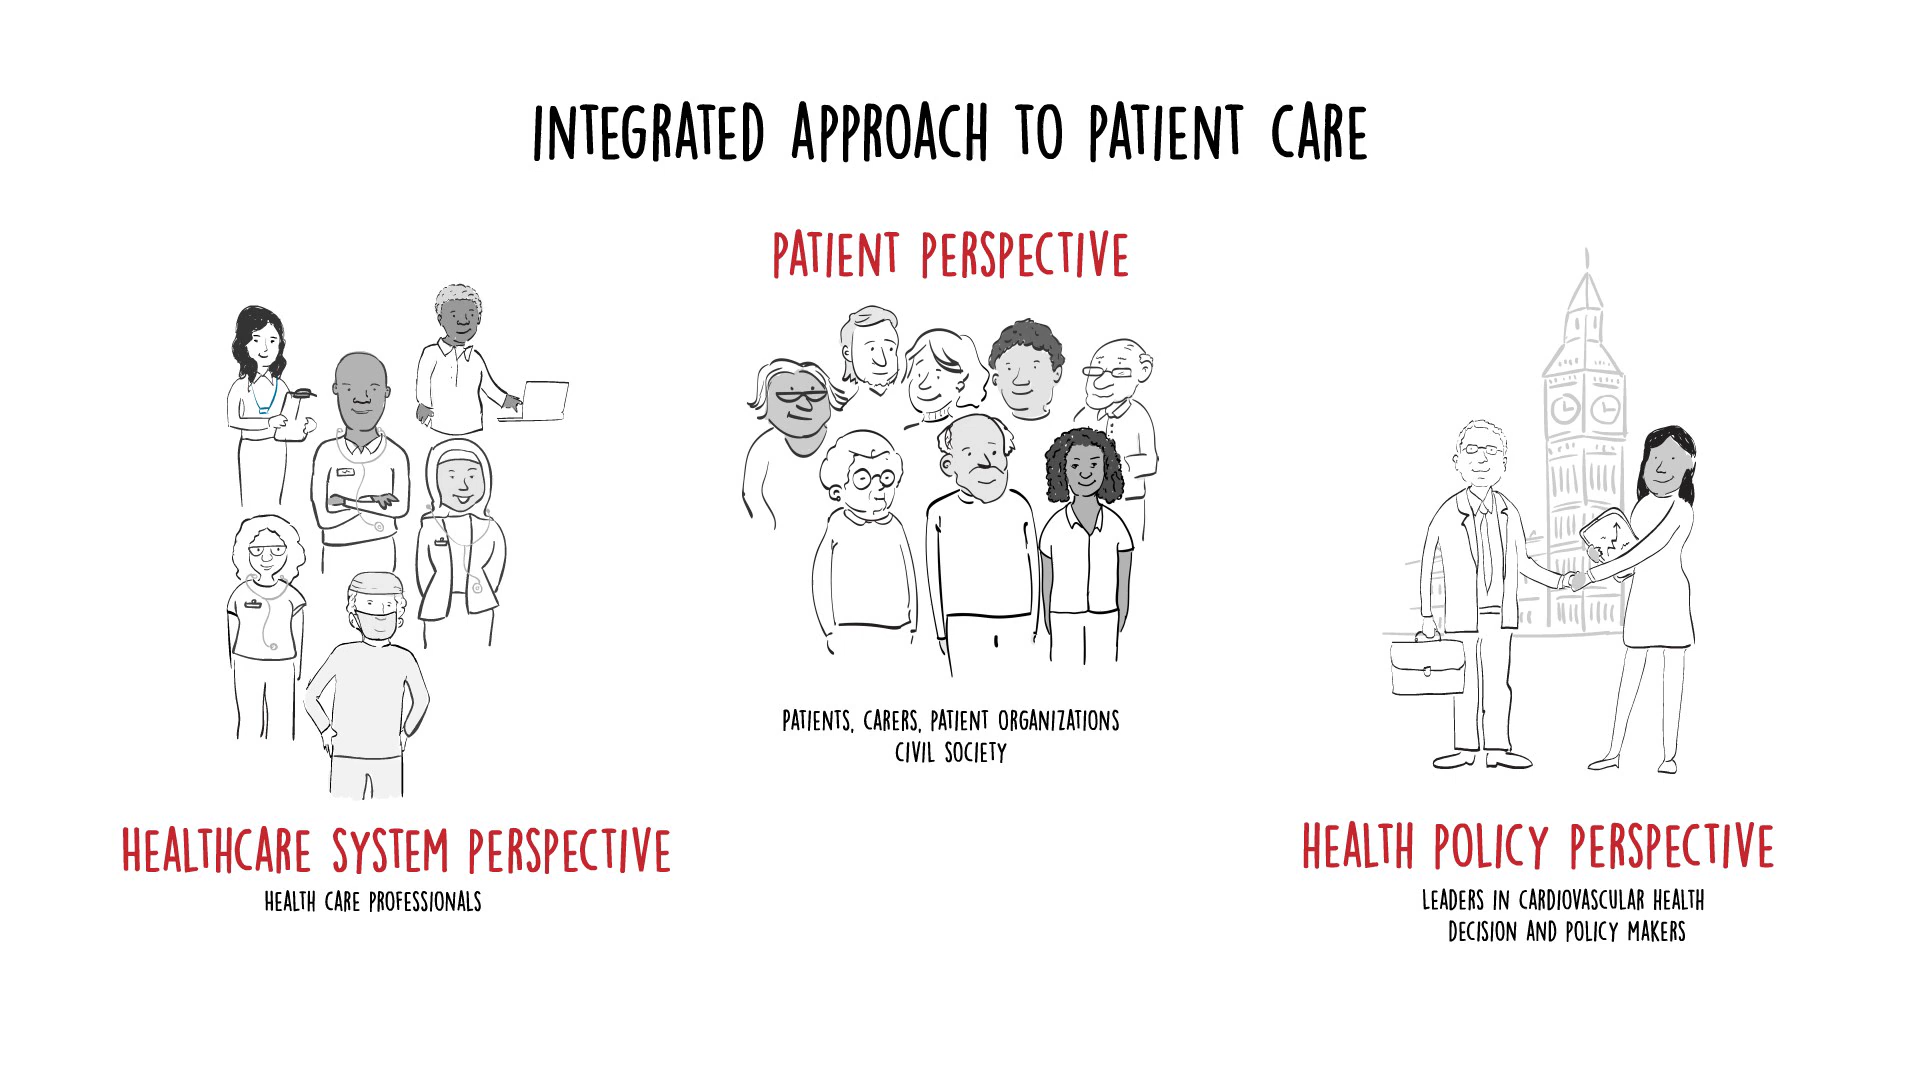 INTEGRATED APPROACH TO PATIENT CARE
PATIENT PERSPECTIVE
PATIENTS, CARERS, PATIENT ORGANIZATIONS
CIVIL SOCIETY
HEALTHCARE SYSTEM PERSPECTIVE
HEALTH CARE PROFESSIONALS
HEALTH POLICY PERSPECTIVE
LEADERS IN CARDIOVASCULAR HEALTH
DECISION AND POLICY MAKERS